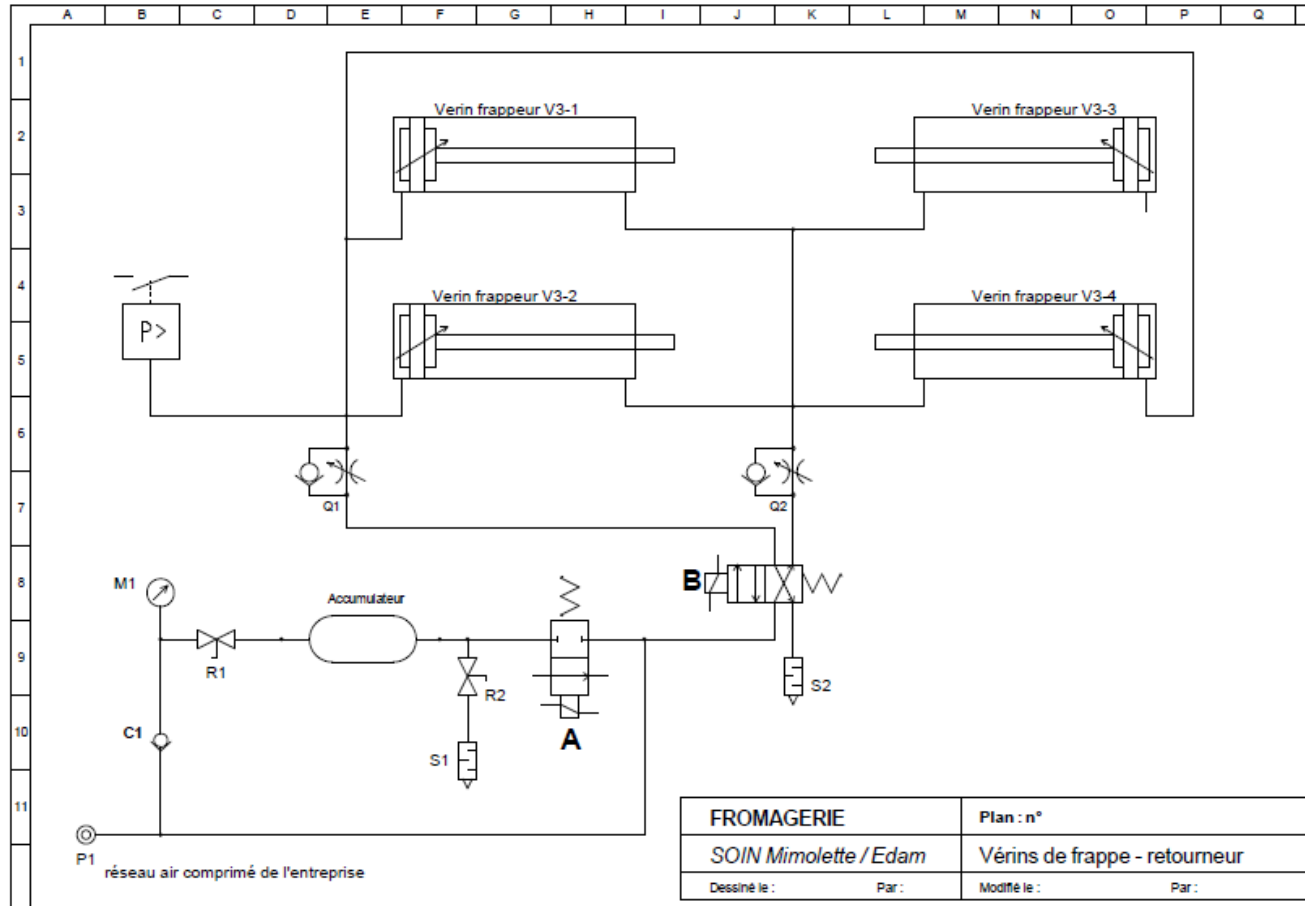 A B C D E F G H I J K L M N O P Q
1
Verin frappeur V3-1 Verin frappeur V3-3
2
3
4
Verin frappeur V3-2 Verin frappeur V3-4
P>
5
6
Q1 Q2
7
M1 B
8
Accumulateur
9
R1 R2 S2
C1 A
10
S1
11
P1
réseau air comprimé de l'entreprise
FROMAGERIE Plan : n°
SOIN Mimolette / Edam Vérins de frappe - retourneur
Dessiné le : Par : Modifié le : Par :